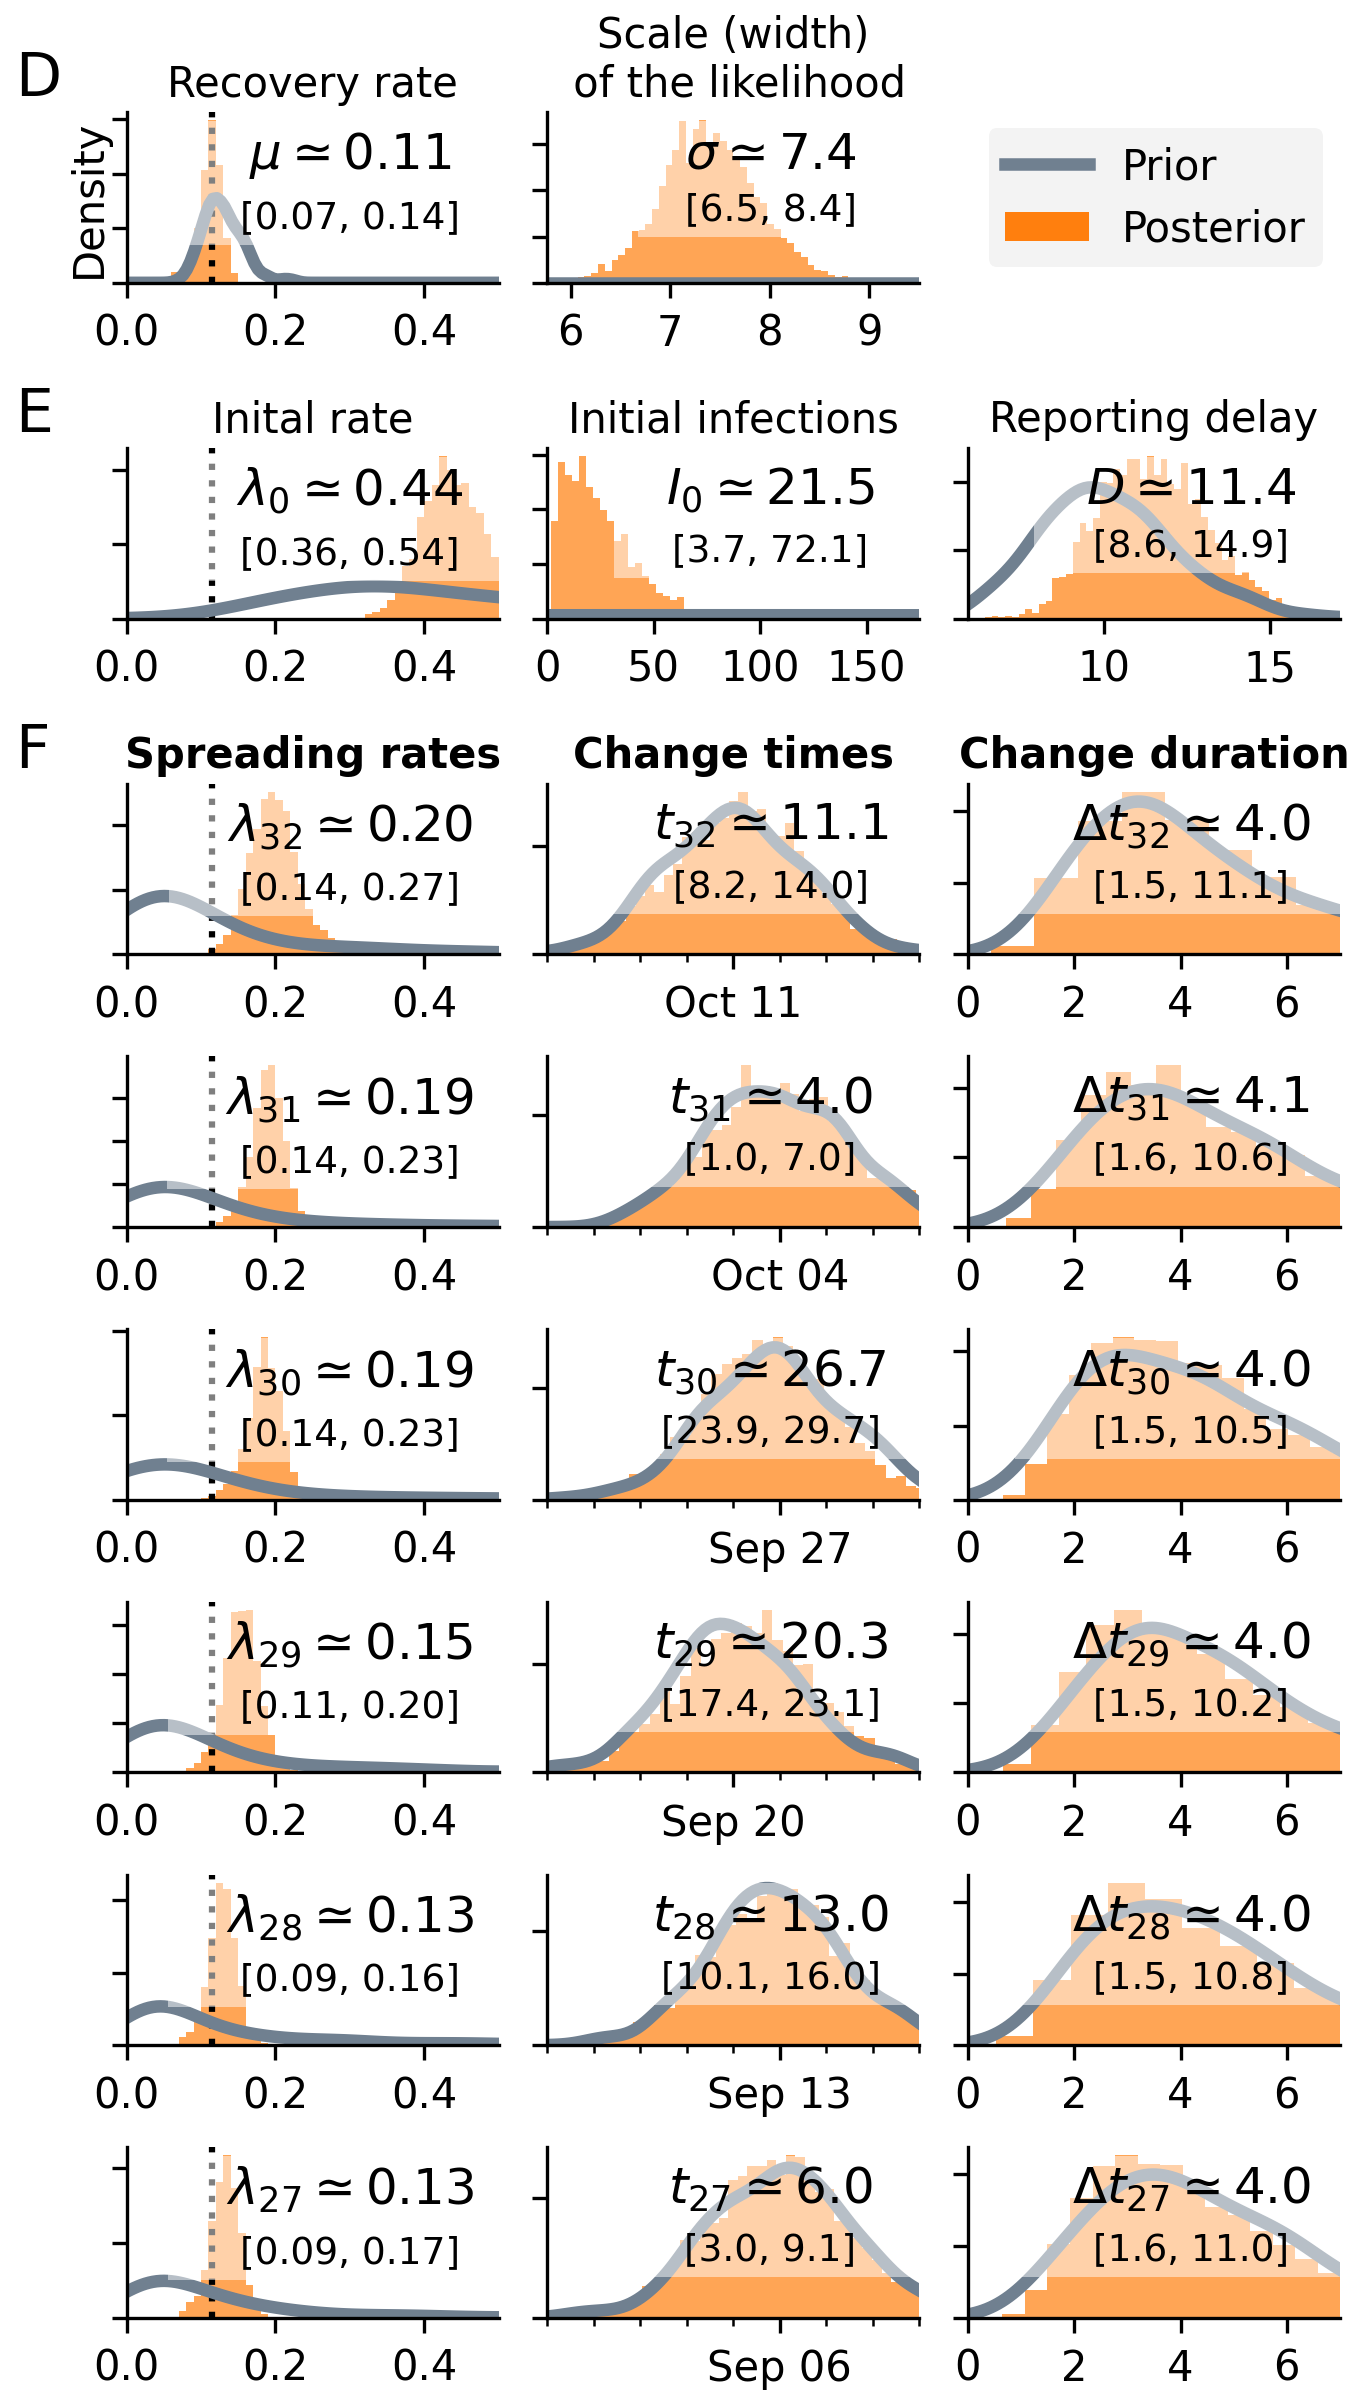 D
Recovery rate
Scale (width)
of the likelihood
Density
μ ≃ 0.11
[0.07, 0.14]
0.0 0.2 0.4
σ ≃ 7.4
[6.5, 8.4]
6 7 8 9
Prior
Posterior
E
Inital rate
λ0 ≃ 0.44
[0.36, 0.54]
0.0 0.2 0.4
Initial infections
I0 ≃ 21.5
[3.7, 72.1]
0 50 100 150
Reporting delay
D ≃ 11.4
[8.6, 14.9]
10 15
F
Spreading rates
Change times
Change duration
λ32 ≃ 0.20
[0.14, 0.27]
0.0 0.2 0.4
t32 ≃ 11.1
[8.2, 14.0]
Oct 11
Δt32 ≃ 4.0
[1.5, 11.1]
0 2 4 6
λ31 ≃ 0.19
[0.14, 0.23]
0.0 0.2 0.4
t31 ≃ 4.0
[1.0, 7.0]
Oct 04
Δt31 ≃ 4.1
[1.6, 10.6]
0 2 4 6
λ30 ≃ 0.19
[0.14, 0.23]
0.0 0.2 0.4
t30 ≃ 26.7
[23.9, 29.7]
Sep 27
Δt30 ≃ 4.0
[1.5, 10.5]
0 2 4 6
λ29 ≃ 0.15
[0.11, 0.20]
0.0 0.2 0.4
t29 ≃ 20.3
[17.4, 23.1]
Sep 20
Δt29 ≃ 4.0
[1.5, 10.2]
0 2 4 6
λ28 ≃ 0.13
[0.09, 0.16]
0.0 0.2 0.4
t28 ≃ 13.0
[10.1, 16.0]
Sep 13
Δt28 ≃ 4.0
[1.5, 10.8]
0 2 4 6
λ27 ≃ 0.13
[0.09, 0.17]
0.0 0.2 0.4
t27 ≃ 6.0
[3.0, 9.1]
Sep 06
Δt27 ≃ 4.0
[1.6, 11.0]
0 2 4 6